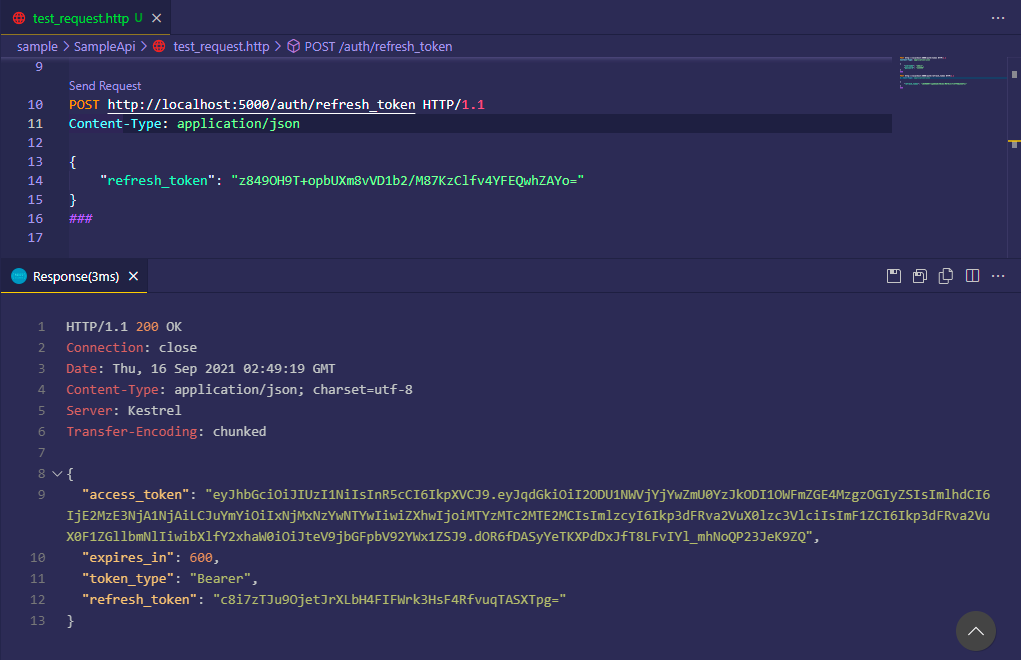 test_request.http U
sample > SampleApi > test_request.http > POST /auth/refresh_token
9
Send Request
10 POST http://localhost:5000/auth/refresh_token HTTP/1.1
11 Content-Type: application/json
12
13 {
14 "refresh_token": "z849OH9T+opbUXm8vVD1b2/M87KzClfv4YFEQwhZAYo="
15 }
16 ###
17
Response(3ms)
1 HTTP/1.1 200 OK
2 Connection: close
3 Date: Thu, 16 Sep 2021 02:49:19 GMT
4 Content-Type: application/json; charset=utf-8
5 Server: Kestrel
6 Transfer-Encoding: chunked
7
8 {
9 "access_token": "eyJhbGciOiJIUzI1NiIsInR5cCI6IkpXVCJ9.eyJqdGkiOiI2ODU1NWVjYjYwZmU0YzJkODI1OWFmZGE4MzgzOGIyZSIsImlhdCI6
IjE2MzE3NjA1NjAiLCJuYmYiOiIxNjMxNzYwNTYwIiwiZXhwIjoiMTYzMTc2MTE2MCIsImlzcyI6Ikp3dFRva2VuX0lzc3VlciIsImF1ZCI6Ikp3dFRva2Vu
X0F1ZGllbmNlIiwibXlfY2xhaW0iOiJteV9jbGFpbV92YWx1ZSJ9.dOR6fDASyYeTKXPdDxJfT8LFvIYl_mhNoQP23JeK9ZQ",
10 "expires_in": 600,
11 "token_type": "Bearer",
12 "refresh_token": "c8i7zTJu9OjetJrXLbH4FIFWrk3HsF4RfvuqTASXTpg="
13 }